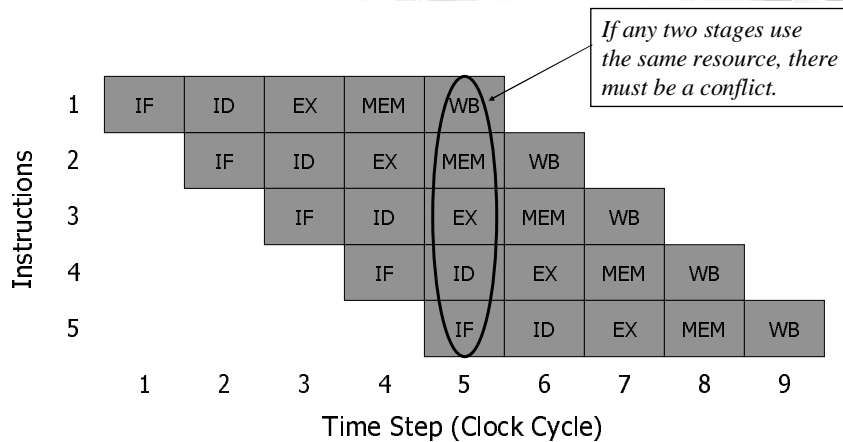 If any two stages use
the same resource, there
must be a conflict.
1 IF ID EX MEM WB
2 IF ID EX MEM WB
3 IF ID EX MEM WB
4 IF ID EX MEM WB
5 IF ID EX MEM WB
Instructions
1 2 3 4 5 6 7 8 9
Time Step (Clock Cycle)